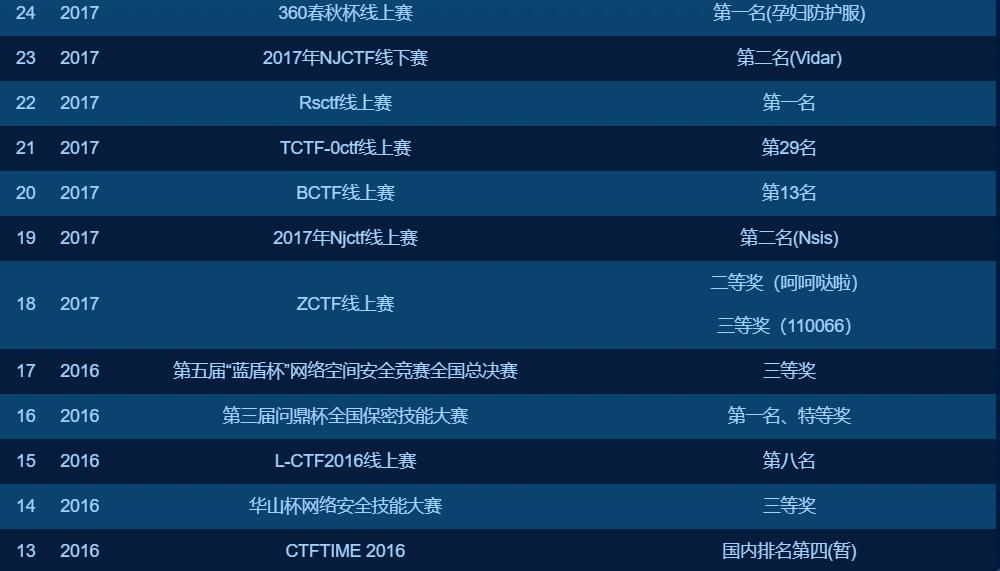 24 2017 360春秋杯线上赛 第一名(孕妇防护服)
23 2017 2017年NJCTF线下赛 第二名(Vidar)
22 2017 Rsctf线上赛 第一名
21 2017 TCTF-0ctf线上赛 第29名
20 2017 BCTF线上赛 第13名
19 2017 2017年Njctf线上赛 第二名(Nsis)
18 2017 ZCTF线上赛 二等奖（呵呵哒啦）
三等奖（110066）
17 2016 第五届“蓝盾杯”网络空间安全竞赛全国总决赛 三等奖
16 2016 第三届问鼎杯全国保密技能大赛 第一名、特等奖
15 2016 L-CTF2016线上赛 第八名
14 2016 华山杯网络安全技能大赛 三等奖
13 2016 CTFTIME 2016 国内排名第四(暂)